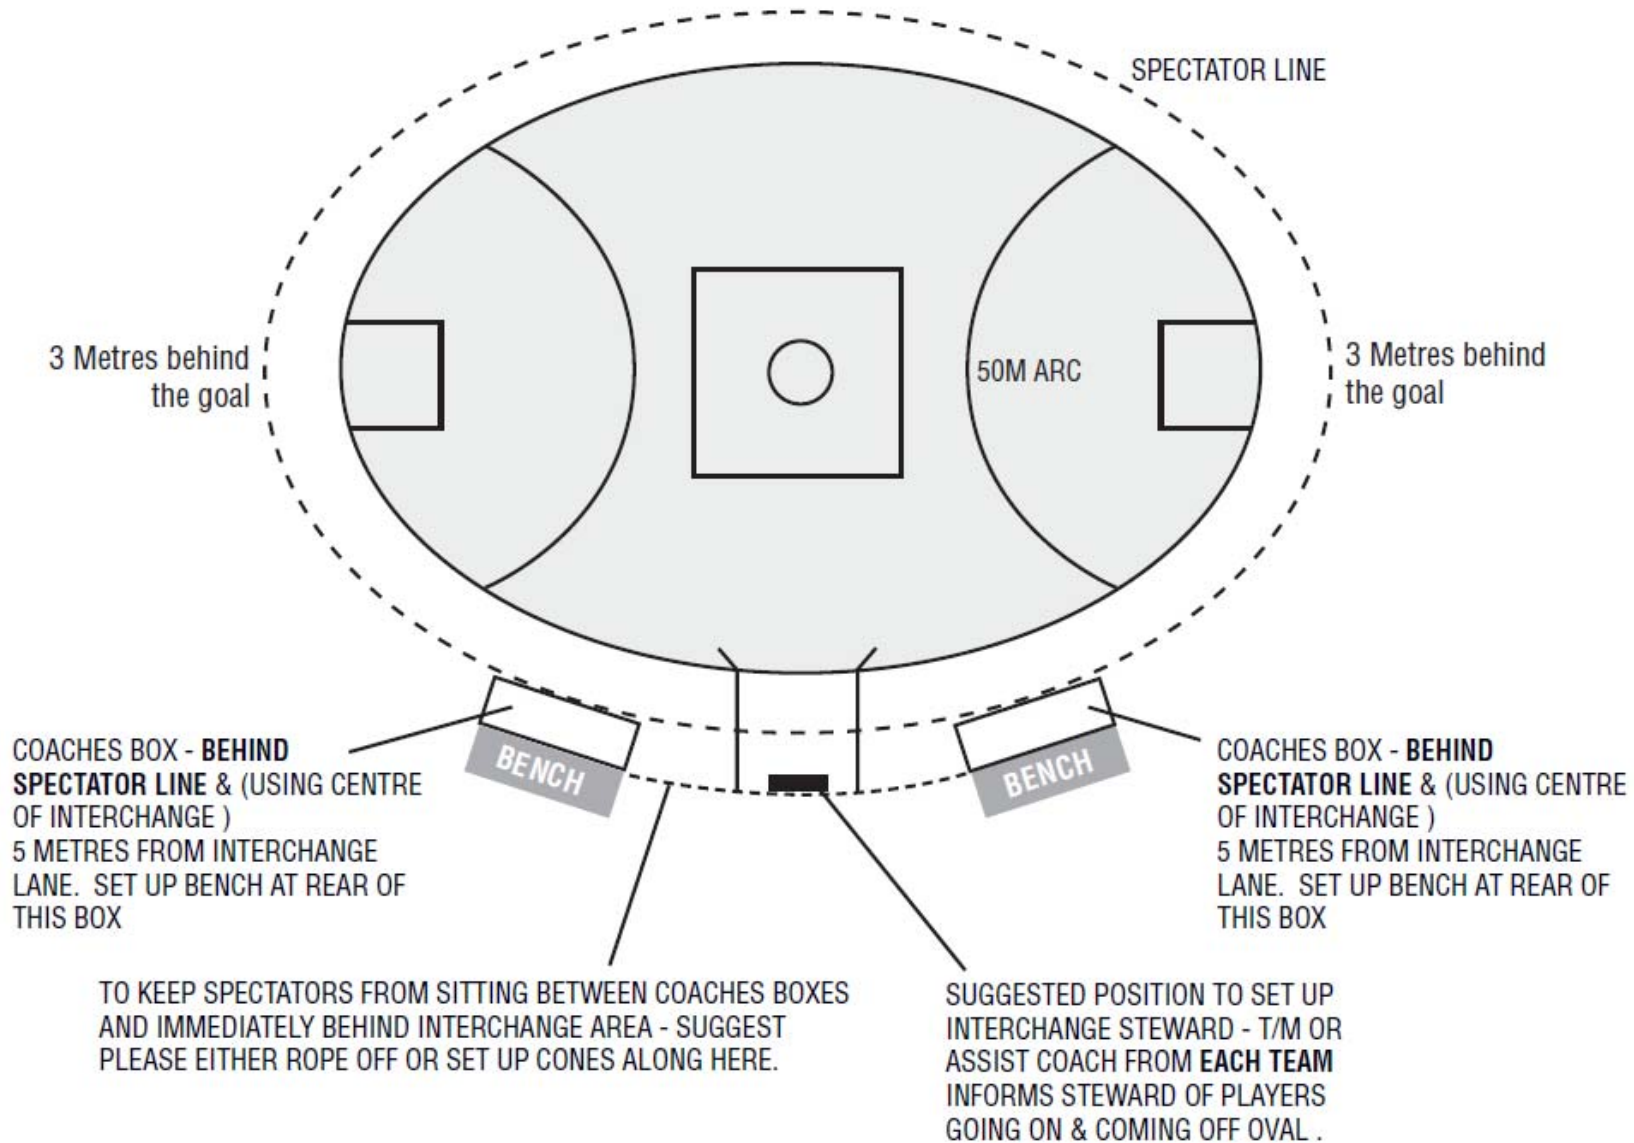 SPECTATOR LINE
3 Metres behind
the goal
50M ARC
3 Metres behind
the goal
BENCH
BENCH
COACHES BOX - BEHIND
SPECTATOR LINE & (USING CENTRE
OF INTERCHANGE )
5 METRES FROM INTERCHANGE
LANE. SET UP BENCH AT REAR OF
THIS BOX
COACHES BOX - BEHIND
SPECTATOR LINE & (USING CENTRE
OF INTERCHANGE )
5 METRES FROM INTERCHANGE
LANE. SET UP BENCH AT REAR OF
THIS BOX
TO KEEP SPECTATORS FROM SITTING BETWEEN COACHES BOXES
AND IMMEDIATELY BEHIND INTERCHANGE AREA - SUGGEST
PLEASE EITHER ROPE OFF OR SET UP CONES ALONG HERE.
SUGGESTED POSITION TO SET UP
INTERCHANGE STEWARD - T/M OR
ASSIST COACH FROM EACH TEAM
INFORMS STEWARD OF PLAYERS
GOING ON & COMING OFF OVAL .